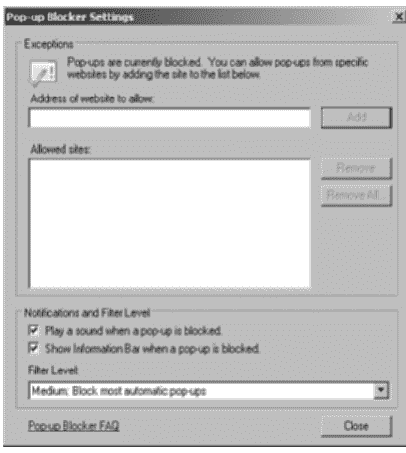 Pop-up Blocker Settings
Exceptions
Pop-ups are currently blocked. You can allow pop-ups from specific
websites by adding the site to the list below.
Address of website to allow:
Add
Allowed sites:
Remove
Remove All...
Notifications and Filter Level
Play a sound when a pop-up is blocked.
Show Information Bar when a pop-up is blocked.
Filter Level:
Medium: Block most automatic pop-ups
Pop-up Blocker FAQ
Close